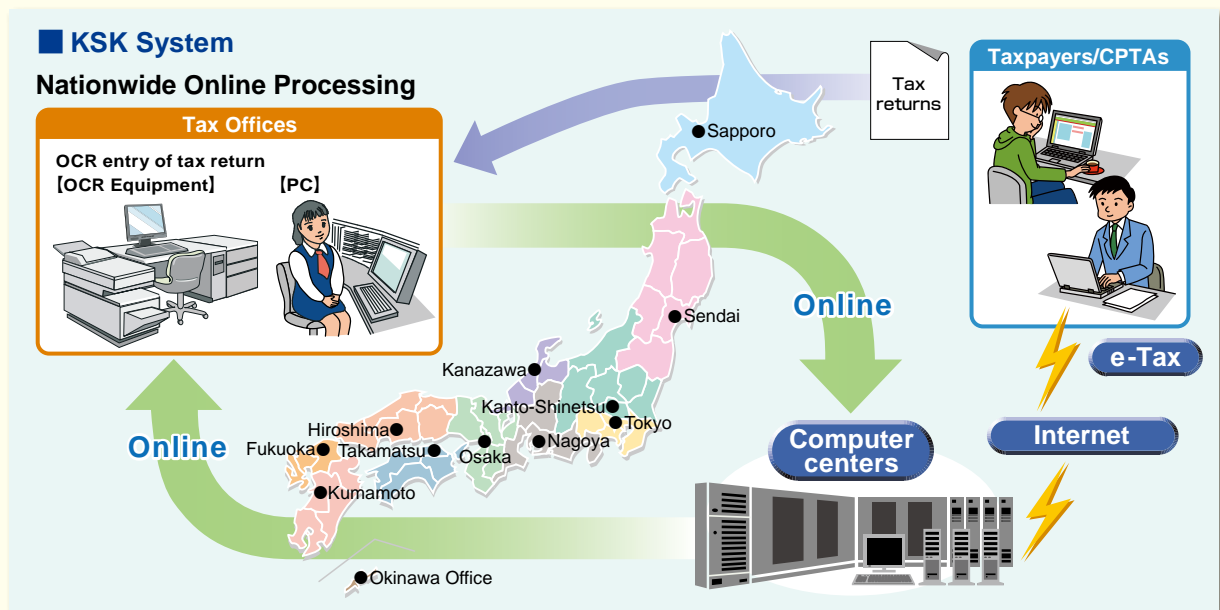 ■ KSK System
Nationwide Online Processing
Tax Offices
OCR entry of tax return
【OCR Equipment】
【PC】
Tax
returns
Taxpayers/CPTAs
Sapporo
Sendai
Online
e-Tax
Kanazawa
Kanto-Shinetsu
Tokyo
Hiroshima
Nagoya
Fukuoka
Takamatsu
Osaka
Online
Kumamoto
Computer
centers
Internet
Okinawa Office